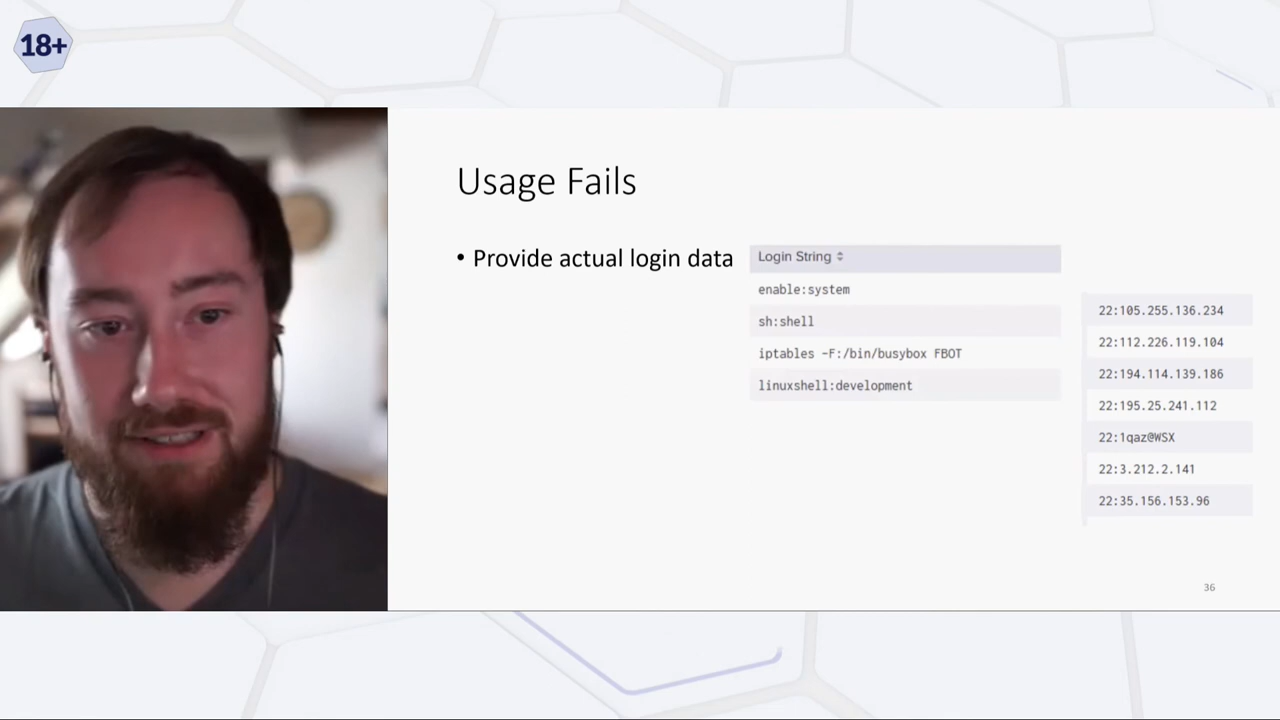 18+
Usage Fails
• Provide actual login data
Login String
enable:system
sh:shell
iptables -F:/bin/busybox FBOT
linuxshell:development
22:105.255.136.234
22:112.226.119.104
22:194.114.139.186
22:195.25.241.112
22:1qaz@WSX
22:3.212.2.141
22:35.156.153.96
36